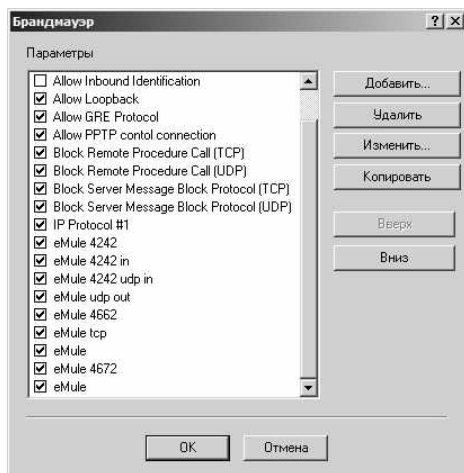 Брандмауэр
Параметры
Allow Inbound Identification
Allow Loopback
Allow GRE Protocol
Allow PPTP contol connection
Block Remote Procedure Call (TCP)
Block Remote Procedure Call (UDP)
Block Server Message Block Protocol (TCP)
Block Server Message Block Protocol (UDP)
IP Protocol #1
eMule 4242
eMule 4242 in
eMule 4242 udp in
eMule udp out
eMule 4662
eMule tcp
eMule
eMule 4672
eMule
Добавить...
Удалить
Изменить...
Копировать
Вверх
Вниз
OK
Отмена